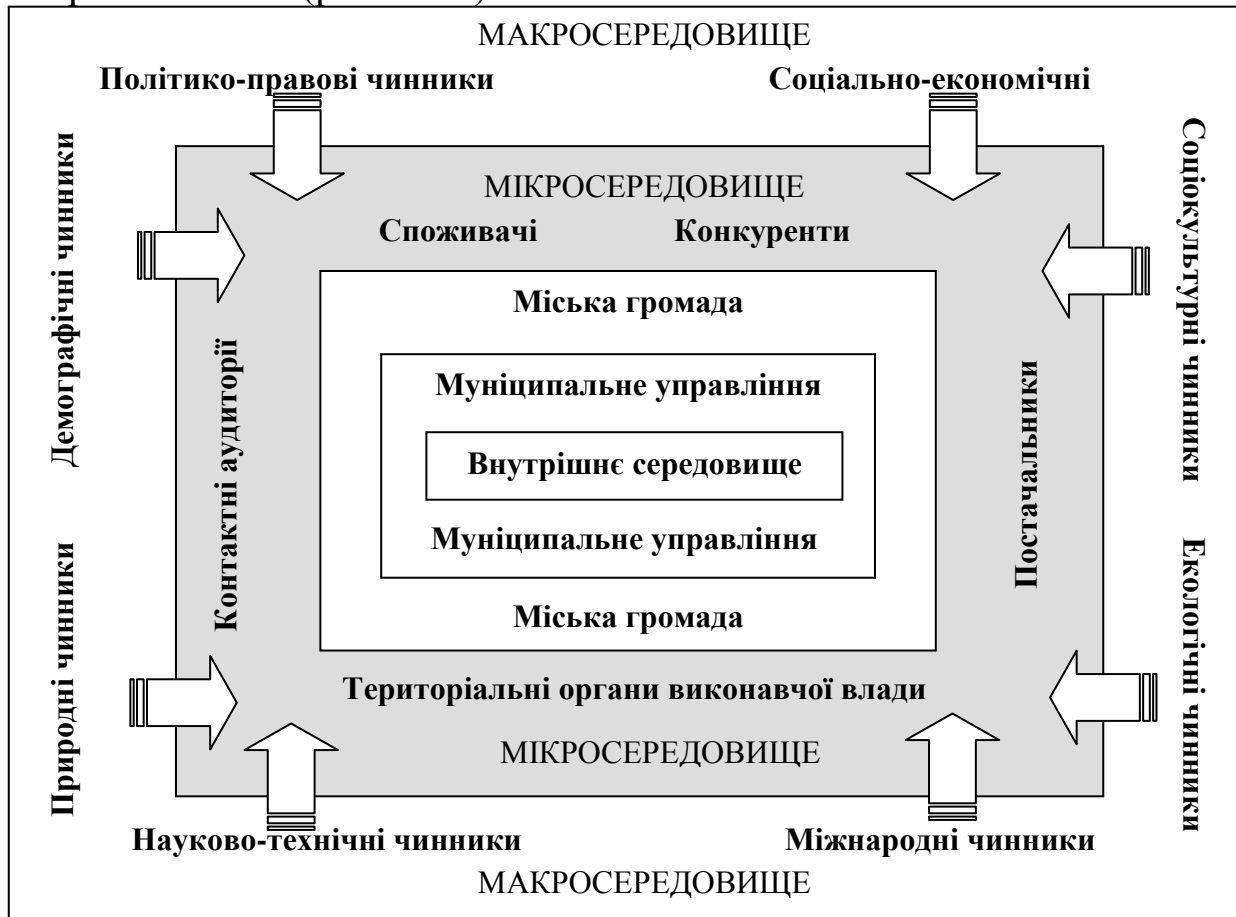 МАКРОСЕРЕДОВИЩЕ
Політико-правові чинники
Соціально-економічні
Демографічні чинники
Соціокультурні чинники
МІКРОСЕРЕДОВИЩЕ
Споживачі
Конкуренти
Контактні аудиторії
Міська громада
Муніципальне управління
Внутрішнє середовище
Муніципальне управління
Міська громада
Постачальники
Територіальні органи виконавчої влади
МІКРОСЕРЕДОВИЩЕ
Природні чинники
Екологічні чинники
Науково-технічні чинники
Міжнародні чинники
МАКРОСЕРЕДОВИЩЕ